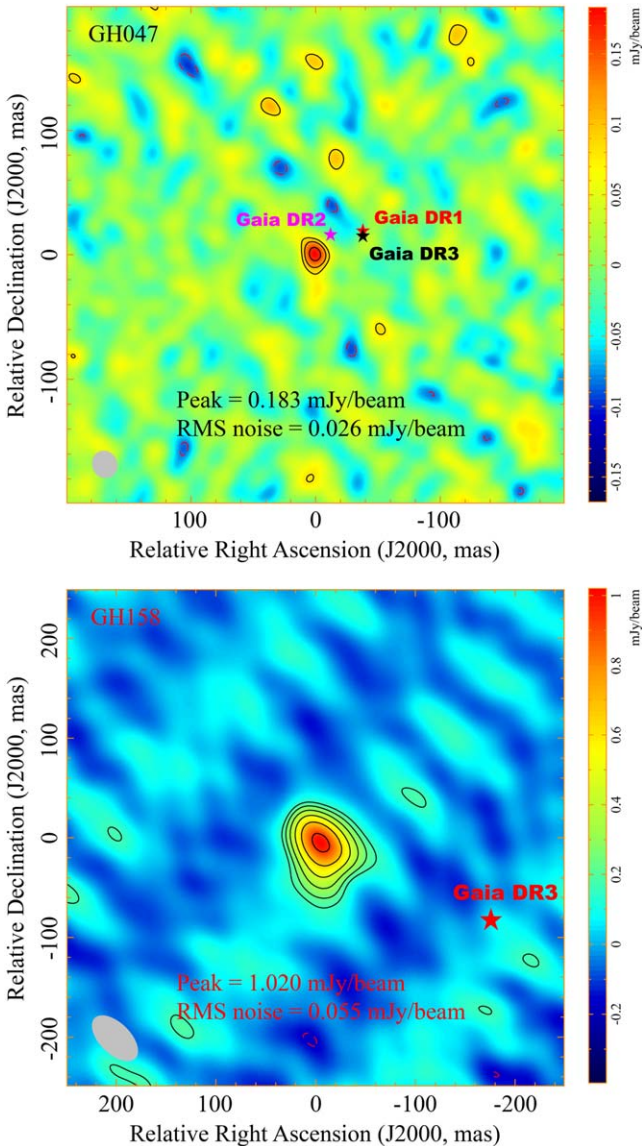 GH047
mJy/beam
0.15
0.1
0.05
0
-0.05
-0.1
-0.15
Relative Declination (J2000, mas)
100
0
-100
Gaia DR2
Gaia DR1
Gaia DR3
Peak = 0.183 mJy/beam
RMS noise = 0.026 mJy/beam
100 0 -100
Relative Right Ascension (J2000, mas)
GH158
mJy/beam
1
0.8
0.6
0.4
0.2
0
-0.2
Relative Declination (J2000, mas)
200
100
0
-100
-200
Gaia DR3
Peak = 1.020 mJy/beam
RMS noise = 0.055 mJy/beam
200 100 0 -100 -200
Relative Right Ascension (J2000, mas)